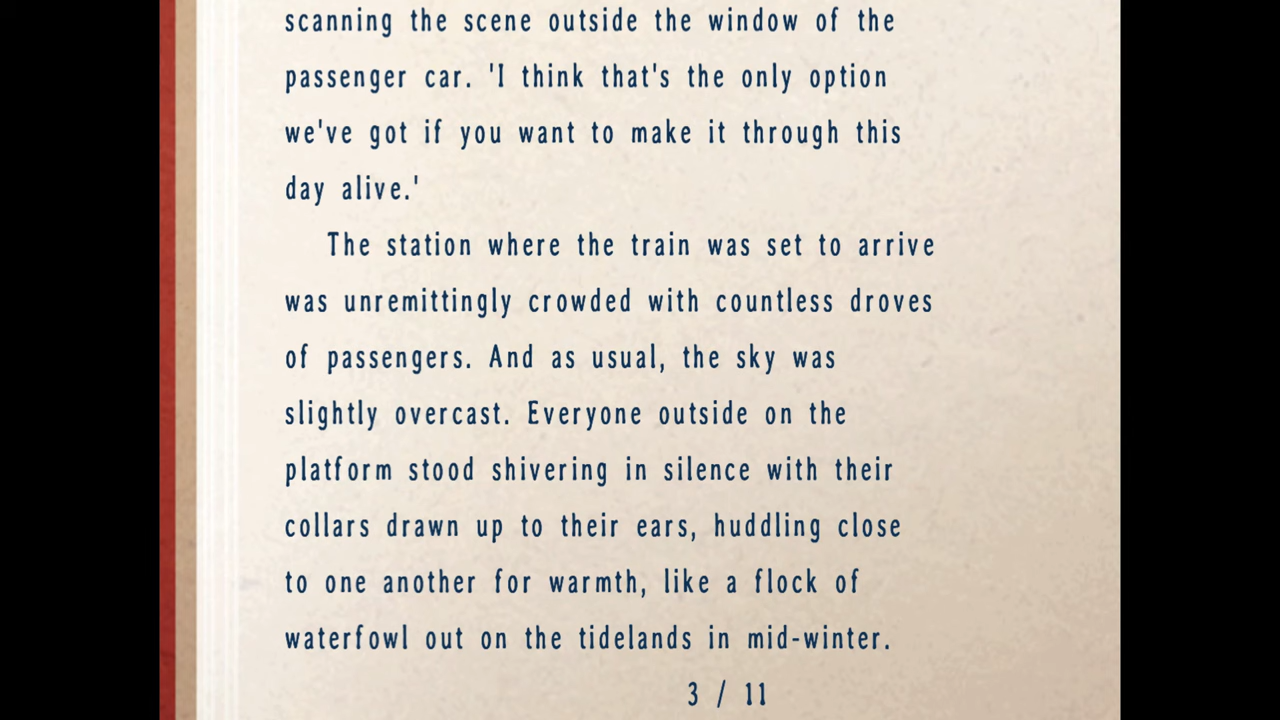 scanning the scene outside the window of the
passenger car. 'I think that's the only option
we've got if you want to make it through this
day alive.'
The station where the train was set to arrive
was unremittingly crowded with countless droves
of passengers. And as usual, the sky was
slightly overcast. Everyone outside on the
platform stood shivering in silence with their
collars drawn up to their ears, huddling close
to one another for warmth, like a flock of
waterfowl out on the tidelands in mid-winter.
3 / 11